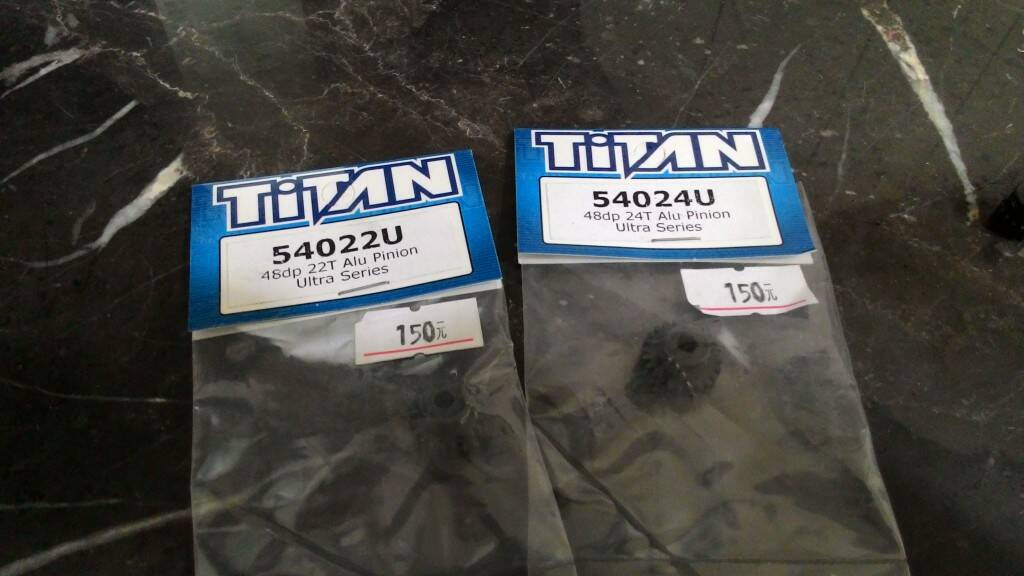 TiTAN
54022U
48dp 22T Alu Pinion
Ultra Series
150元
TiTAN
54024U
48dp 24T Alu Pinion
Ultra Series
150元